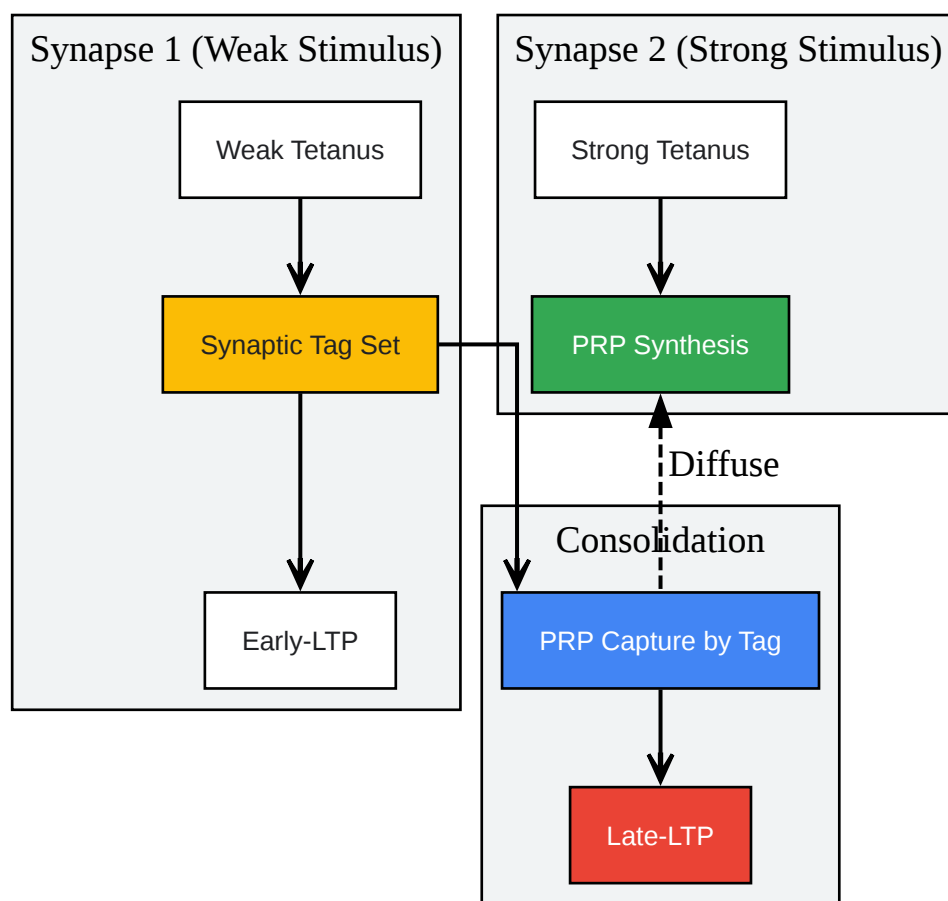 Synapse 1 (Weak Stimulus)
Synapse 2 (Strong Stimulus)
Weak Tetanus
Strong Tetanus
Synaptic Tag Set
PRP Synthesis
Diffuse
Consolidation
Early-LTP
PRP Capture by Tag
Late-LTP